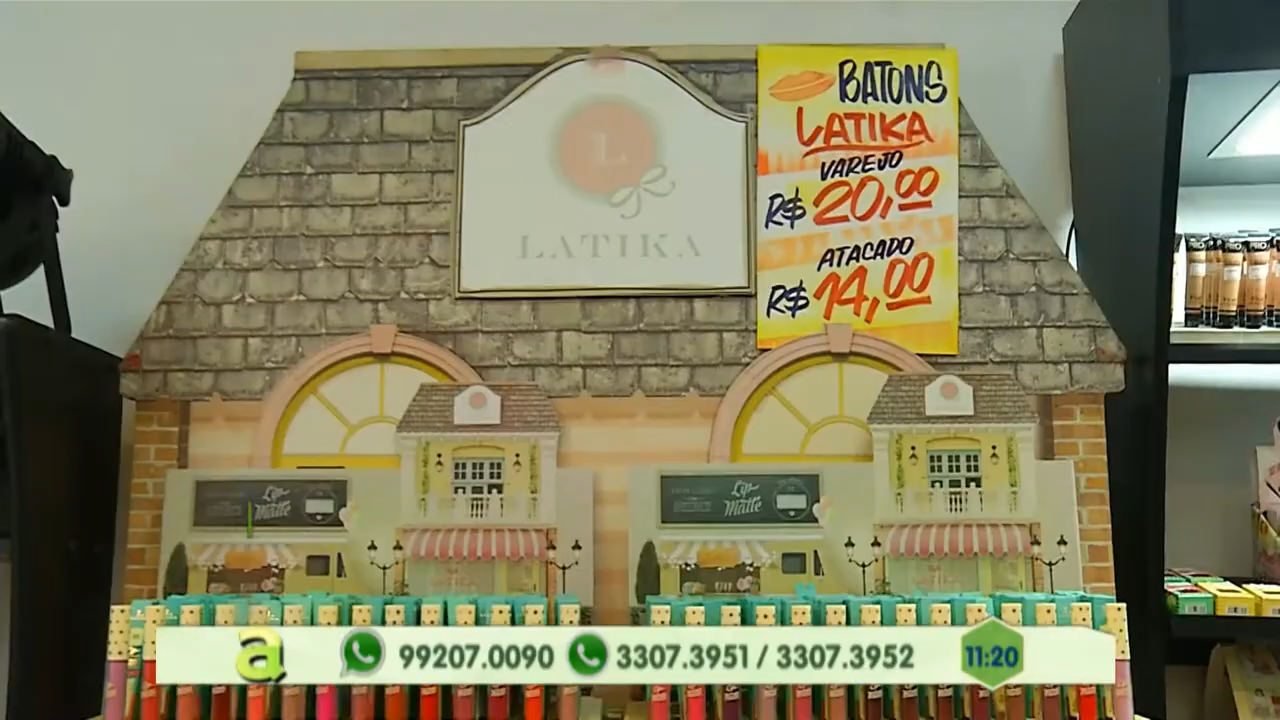 BATONS
LATIKA
VAREJO
R$ 20,00
ATACADO
R$ 14,00
L
LATIKA
Lip Matte
Lip Matte
a 99207.0090 3307.3951 / 3307.3952 11:20